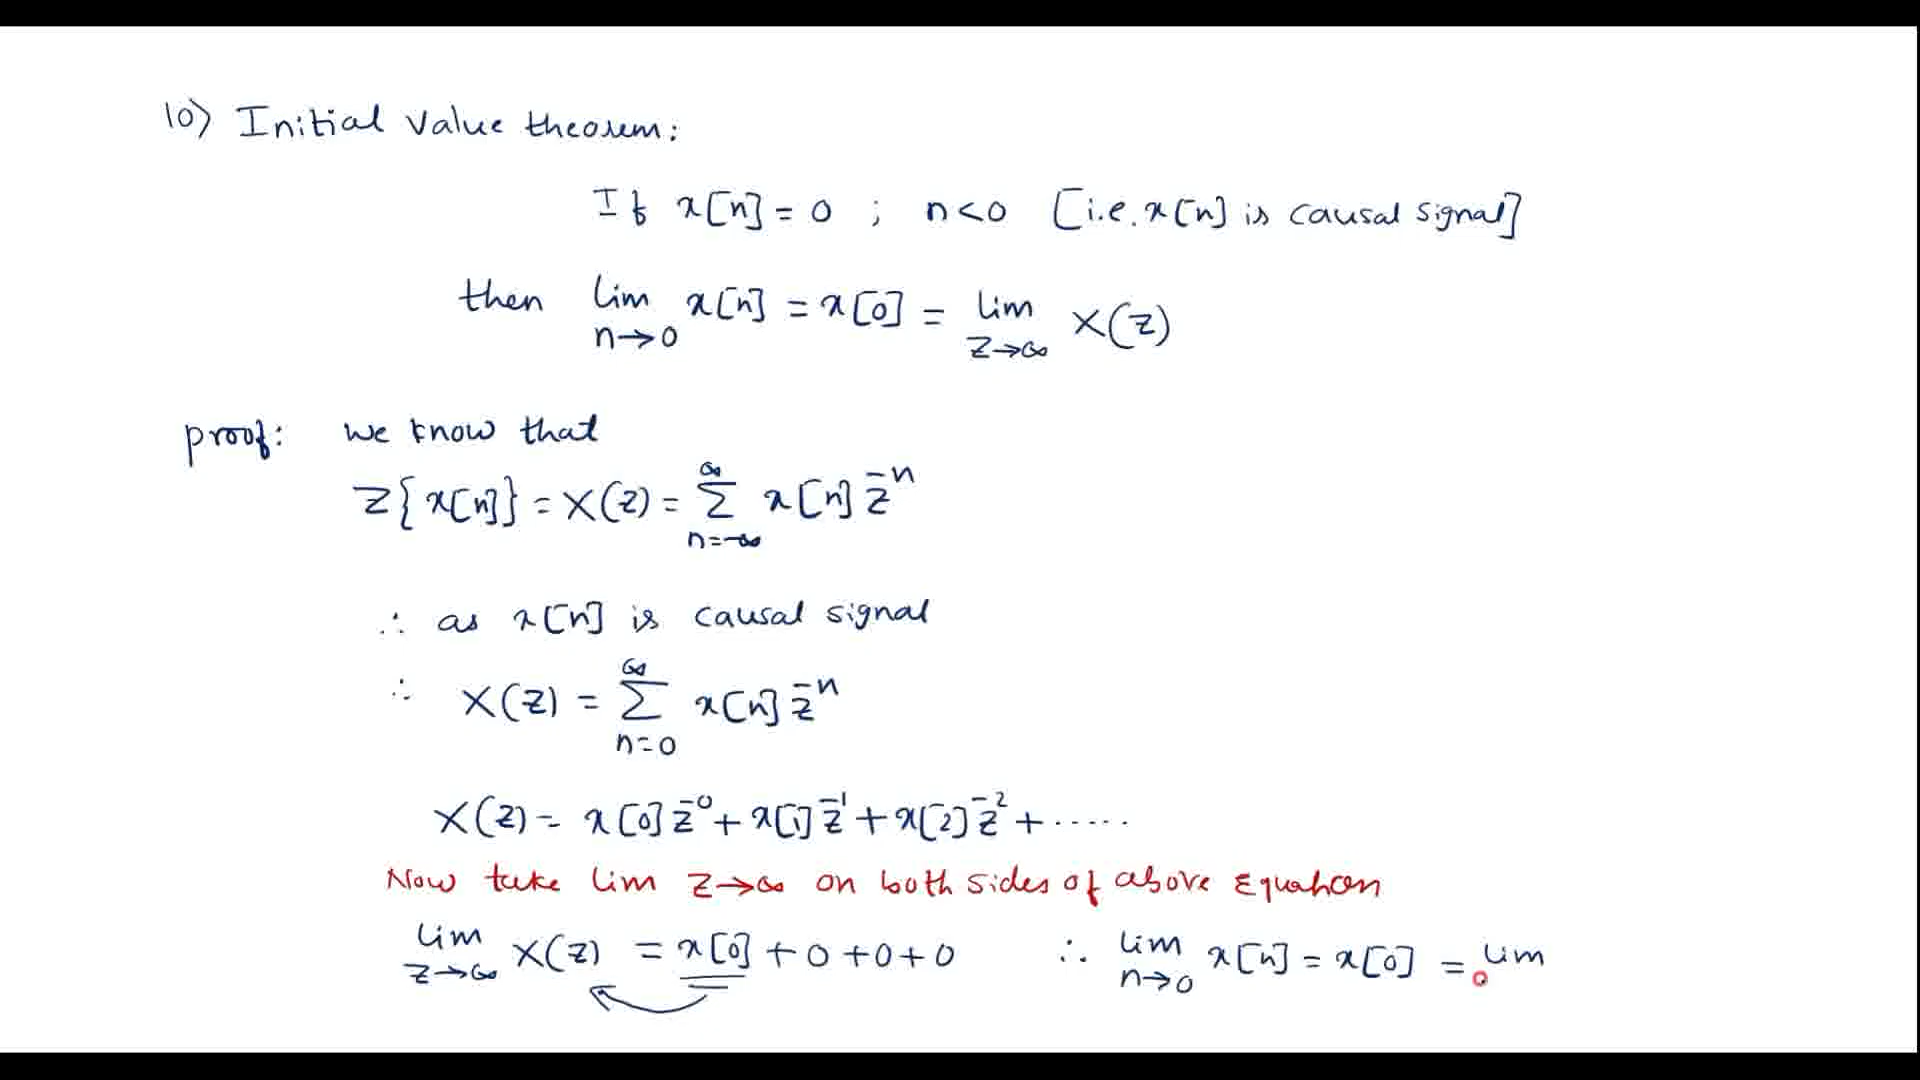 10) Initial Value theorem:
If x[n] = 0 ; n<0 [i.e. x[n] is causal signal]
then lim n→0 x[n] = x[0] = lim z→∞ X(z)
proof: we know that
Z{x[n]} = X(z) = ∑ n=-∞ ∞ x[n] z^-n
∴ as x[n] is causal signal
∴ X(z) = ∑ n=0 ∞ x[n] z^-n
X(z) = x[0] z^-0 + x[1] z^-1 + x[2] z^-2 + .....
Now take lim z→∞ on both sides of above Equation
lim z→∞ X(z) = x[0] + 0 + 0 + 0 ∴ lim n→0 x[n] = x[0] = lim